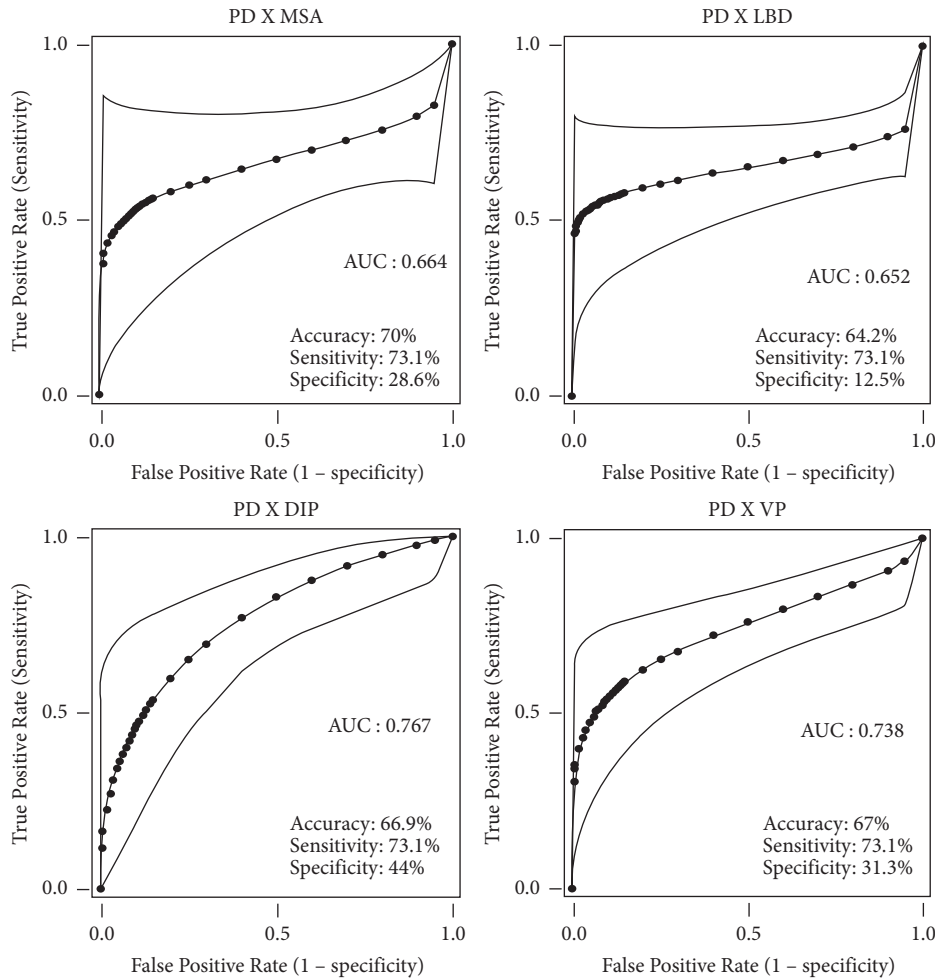 PD X MSA
True Positive Rate (Sensitivity)
1.0
0.5
0.0
AUC : 0.664
Accuracy: 70%
Sensitivity: 73.1%
Specificity: 28.6%
0.0 0.5 1.0
False Positive Rate (1 – specificity)
PD X LBD
True Positive Rate (Sensitivity)
1.0
0.5
0.0
AUC : 0.652
Accuracy: 64.2%
Sensitivity: 73.1%
Specificity: 12.5%
0.0 0.5 1.0
False Positive Rate (1 – specificity)
PD X DIP
True Positive Rate (Sensitivity)
1.0
0.5
0.0
AUC : 0.767
Accuracy: 66.9%
Sensitivity: 73.1%
Specificity: 44%
0.0 0.5 1.0
False Positive Rate (1 – specificity)
PD X VP
True Positive Rate (Sensitivity)
1.0
0.5
0.0
AUC : 0.738
Accuracy: 67%
Sensitivity: 73.1%
Specificity: 31.3%
0.0 0.5 1.0
False Positive Rate (1 – specificity)